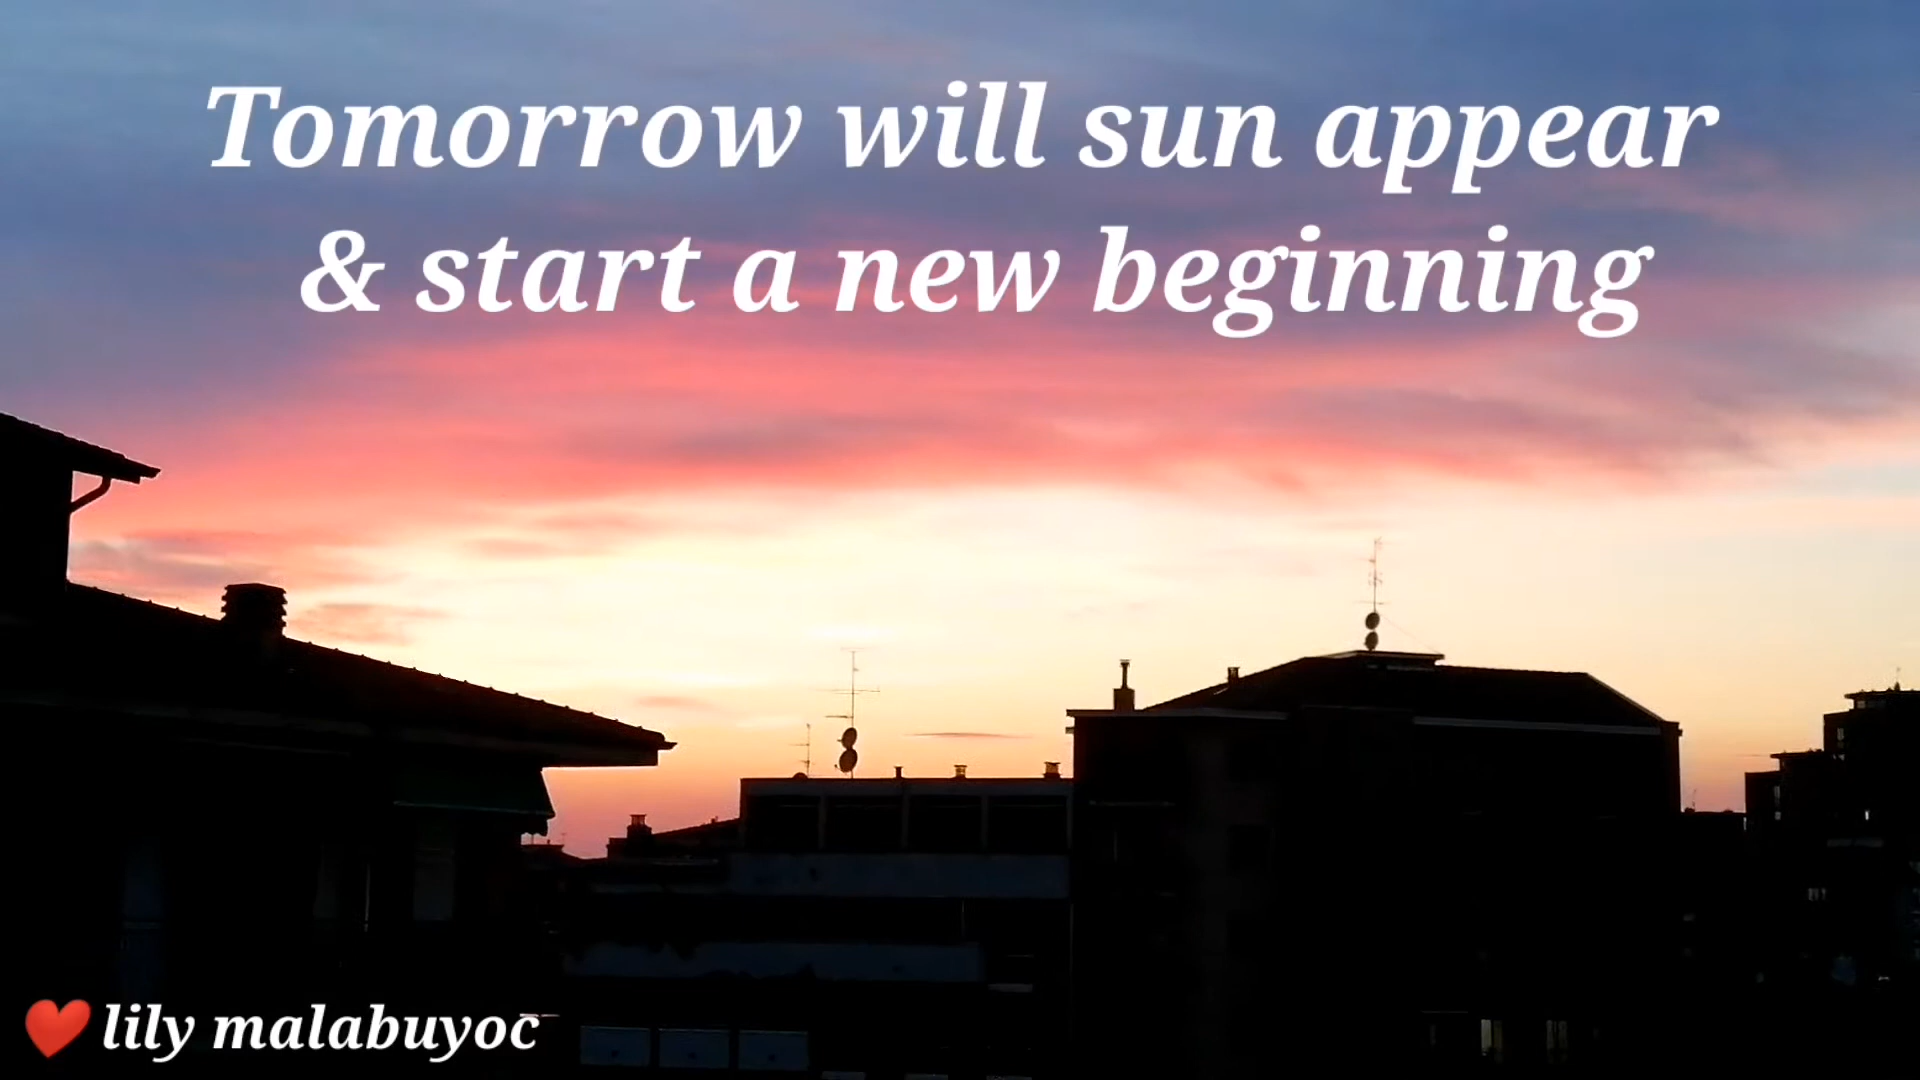 Tomorrow will sun appear
& start a new beginning
❤️lily malabuyoc